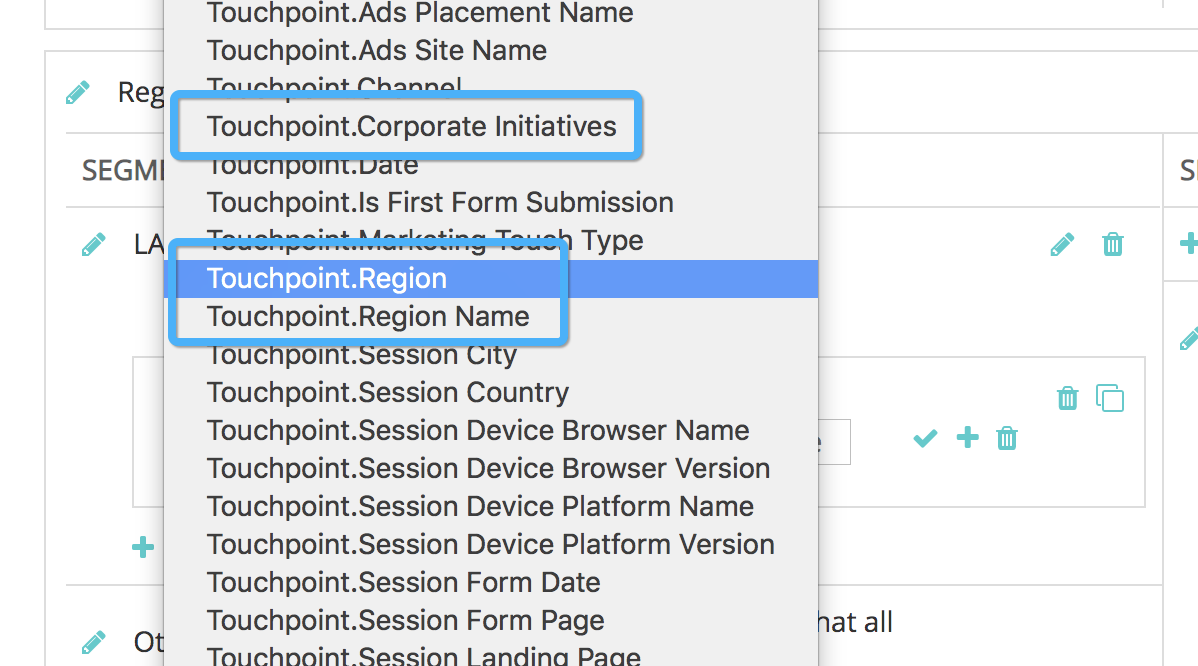 Touchpoint.Ads Placement Name
Touchpoint.Ads Site Name
Touchpoint.Channel
Reg
Touchpoint.Corporate Initiatives
Touchpoint.Date
SEGM
Touchpoint.Is First Form Submission
Touchpoint.Marketing Touch Type
LA
Touchpoint.Region
Touchpoint.Region Name
Touchpoint.Session City
Touchpoint.Session Country
Touchpoint.Session Device Browser Name
Touchpoint.Session Device Browser Version
Touchpoint.Session Device Platform Name
Touchpoint.Session Device Platform Version
Touchpoint.Session Form Date
Touchpoint.Session Form Page
hat all
Ot
Touchpoint.Session Landing Page